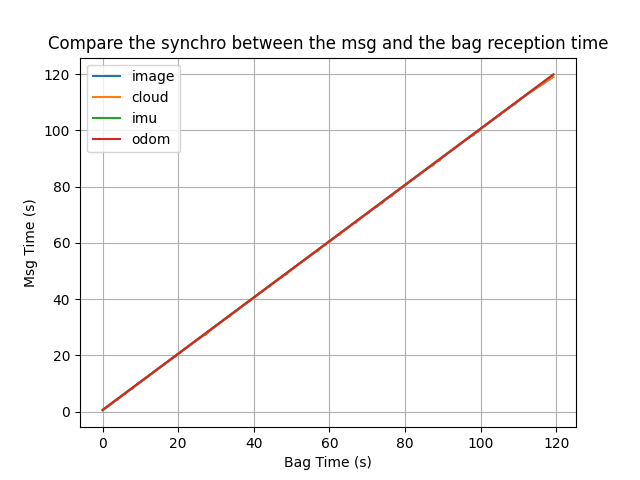 Compare the synchro between the msg and the bag reception time
image
cloud
imu
odom
120
100
80
60
40
20
0
Msg Time (s)
0 20 40 60 80 100 120
Bag Time (s)